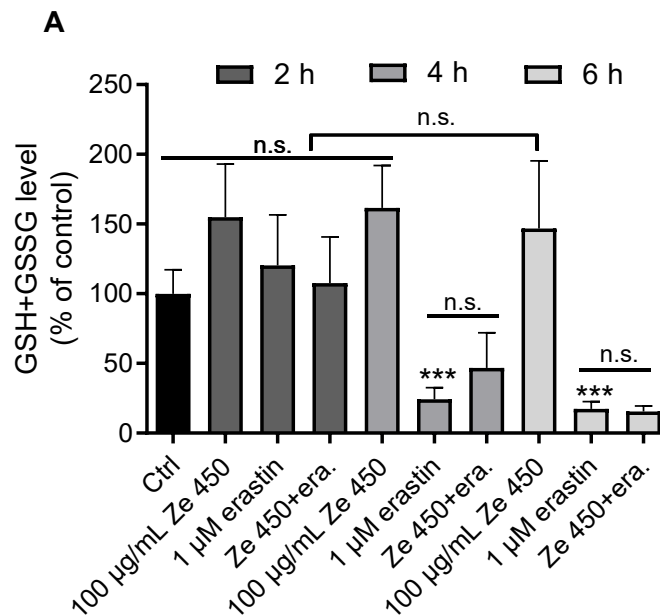 A
2 h 4 h 6 h
n.s.
n.s.
n.s.
n.s.
***
***
GSH+GSSG level
(% of control)
250
200
150
100
50
0
Ctrl
100 µg/mL Ze 450
1 µM erastin
Ze 450+era.
100 µg/mL Ze 450
1 µM erastin
Ze 450+era.
100 µg/mL Ze 450
1 µM erastin
Ze 450+era.